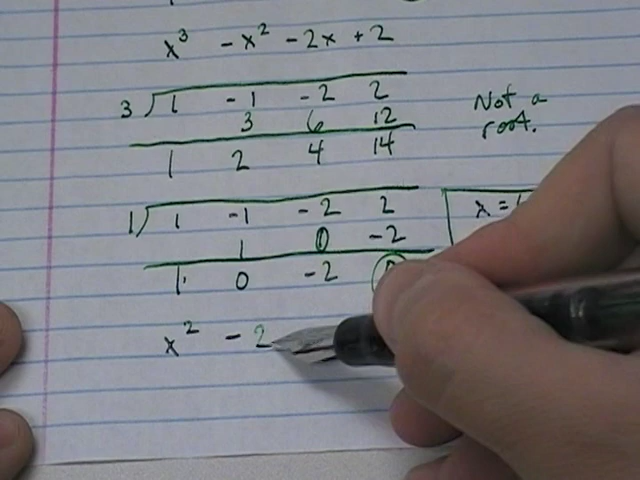 x³ - x² - 2x + 2
3 1 -1 -2 2
3 6 12
1 2 4 14
Not a
root.
1 1 -1 -2 2
1 0 -2
1 0 -2 0
x =
x² - 2